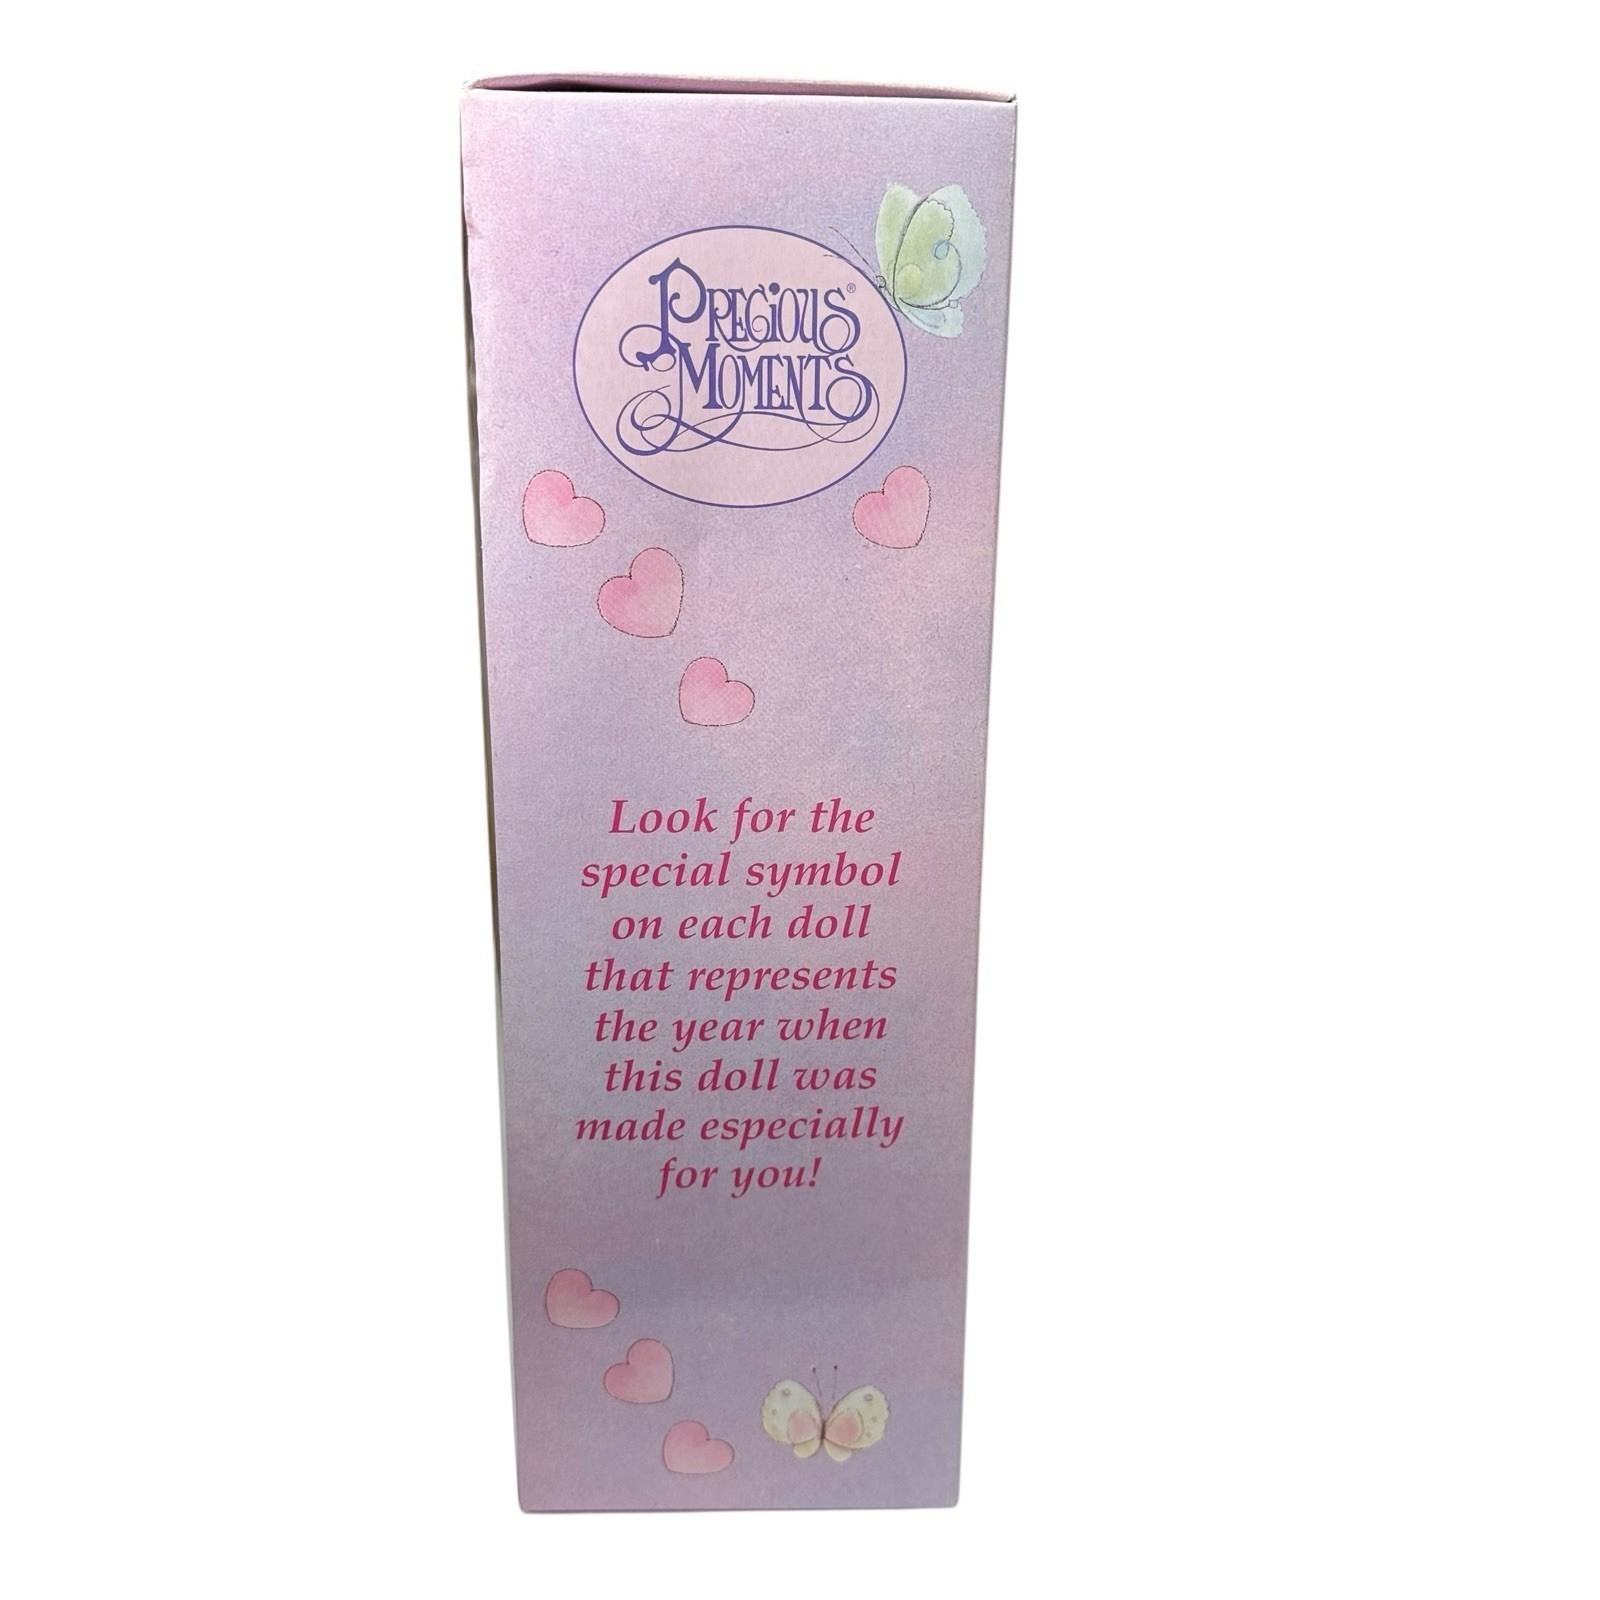 PRECIOUS®
MOMENTS
Look for the
special symbol
on each doll
that represents
the year when
this doll was
made especially
for you!